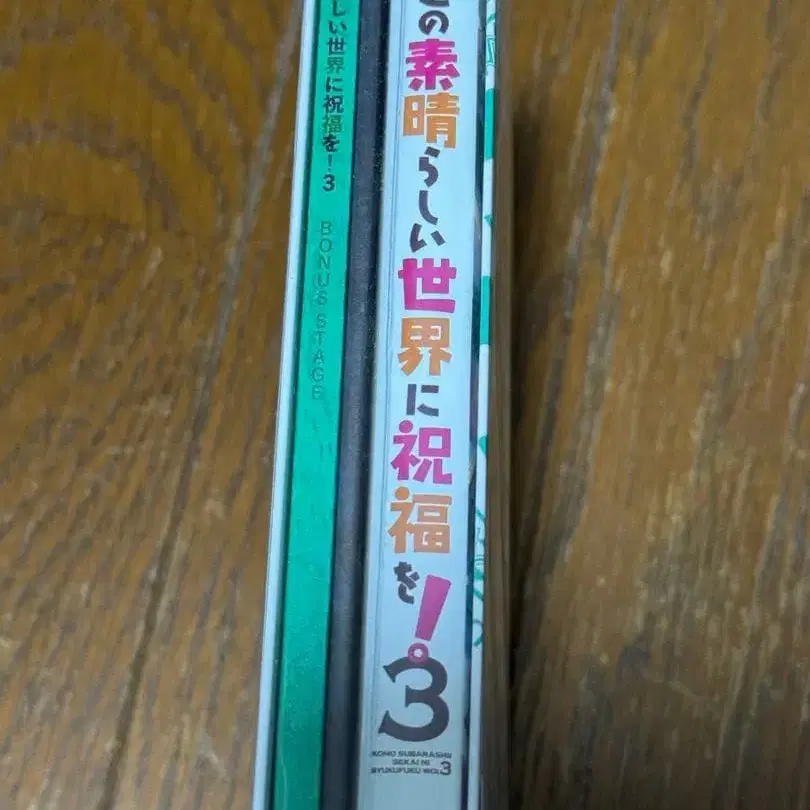 しい世界に祝福を！3
BONUS STAGE
の素晴らしい世界に祝福を!
3
KONO SUBARASHII
SEKAI NI
SYUKUFUKU WO!3